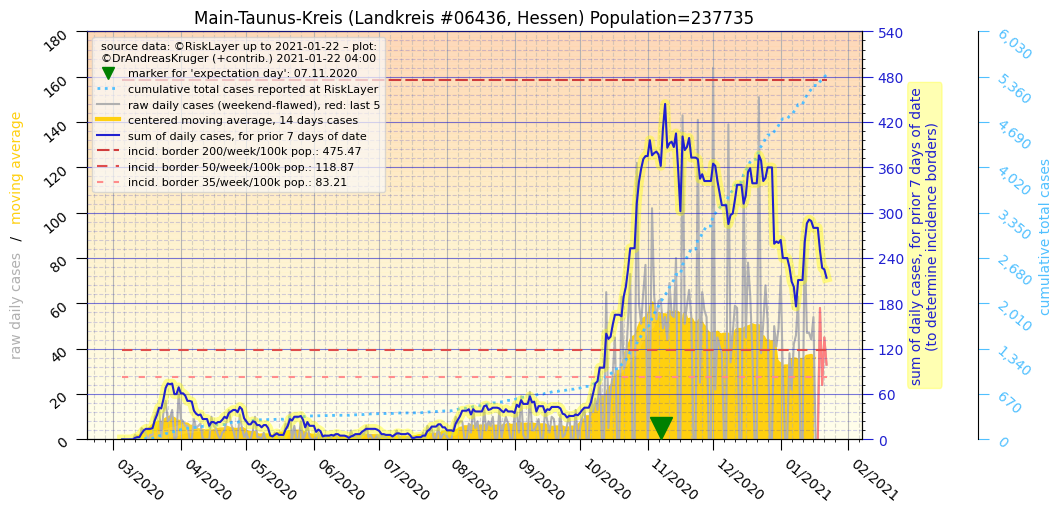 Main-Taunus-Kreis (Landkreis #06436, Hessen) Population=237735
source data: ©RiskLayer up to 2021-01-22 – plot:
©DrAndreasKruger (+contrib.) 2021-01-22 04:00
marker for 'expectation day': 07.11.2020
cumulative total cases reported at RiskLayer
raw daily cases (weekend-flawed), red: last 5
centered moving average, 14 days cases
sum of daily cases, for prior 7 days of date
incid. border 200/week/100k pop.: 475.47
incid. border 50/week/100k pop.: 118.87
incid. border 35/week/100k pop.: 83.21
raw daily cases / moving average
180
160
140
120
100
80
60
40
20
0
03/2020
04/2020
05/2020
06/2020
07/2020
08/2020
09/2020
10/2020
11/2020
12/2020
01/2021
02/2021
540
480
420
360
300
240
180
120
60
0
sum of daily cases, for prior 7 days of date
(to determine incidence borders)
6,030
5,360
4,690
4,020
3,350
2,680
2,010
1,340
670
0
cumulative total cases